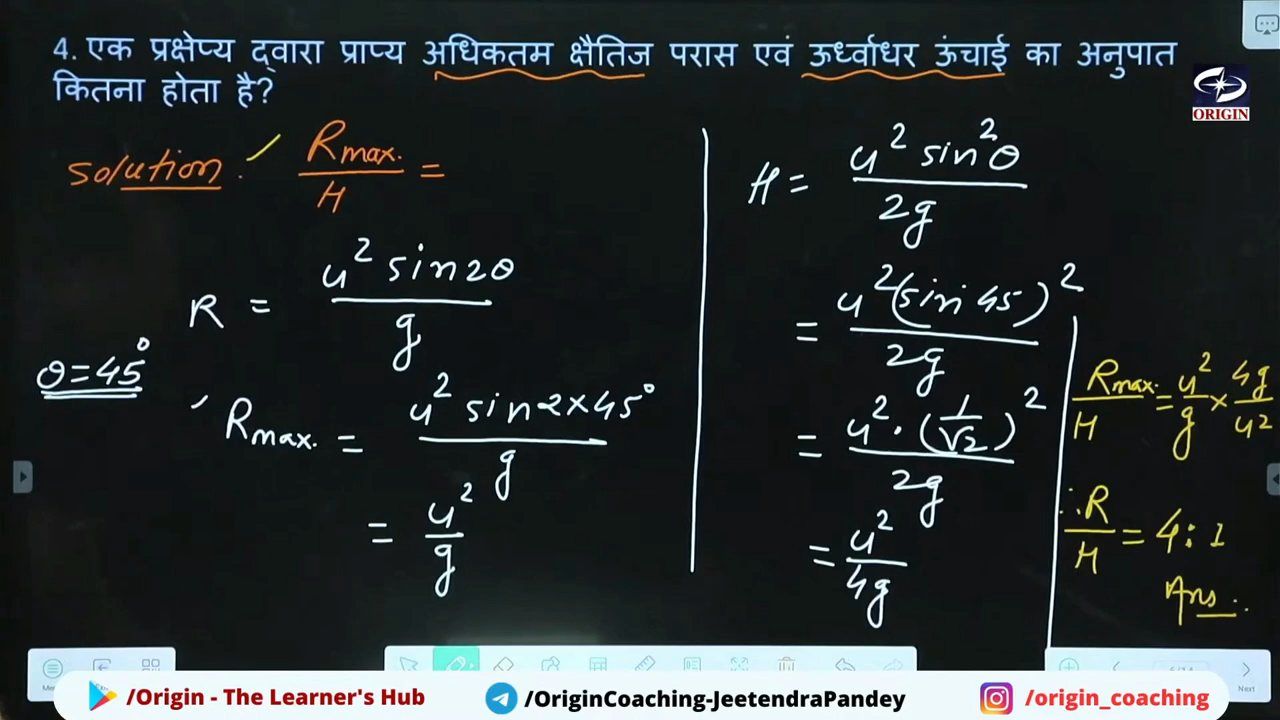 4. एक प्रक्षेप्य द्वारा प्राप्य अधिकतम क्षैतिज परास एवं ऊर्ध्वाधर ऊंचाई का अनुपात
कितना होता है?
ORIGIN
Solution: Rmax./H =
R = u² sin2θ/g
θ=45°
Rmax. = u² sin2×45°/g
= u²/g
H = u² sin²θ/2g
= u²(sin 45)²/2g
= u².(1/√2)²/2g
= u²/4g
Rmax./H = u²/g × 4g/u²
∴ R/H = 4:1
Ans.
Next
/Origin - The Learner's Hub
/OriginCoaching-JeetendraPandey
/origin_coaching